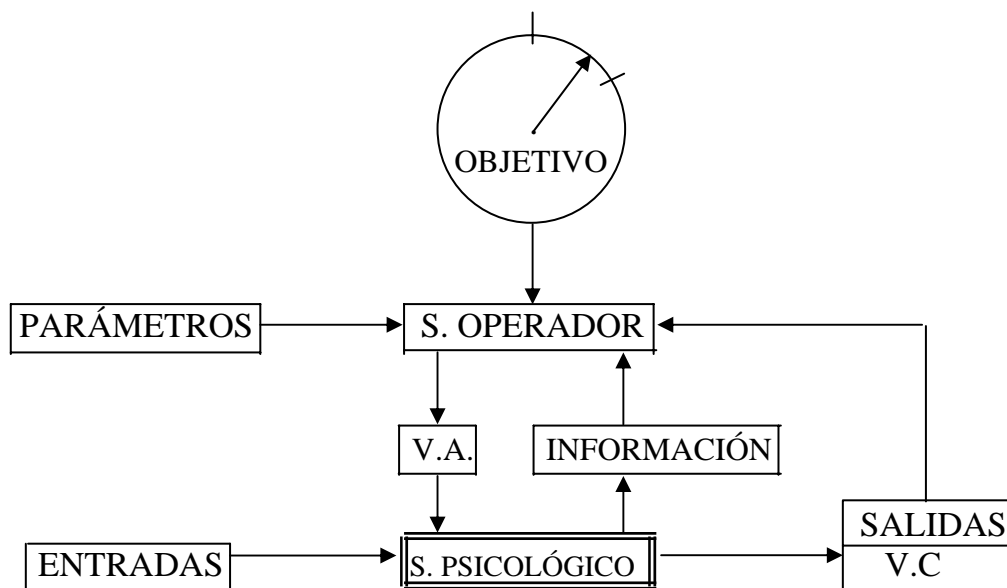 OBJETIVO
PARÁMETROS
S. OPERADOR
V.A.
INFORMACIÓN
ENTRADAS
S. PSICOLÓGICO
SALIDAS
V.C